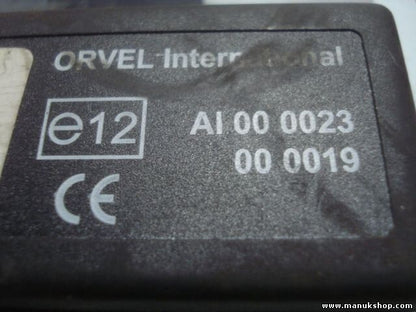 ORVEL International
e12
AI 00 0023
00 0019
CE
www.manukshop.com